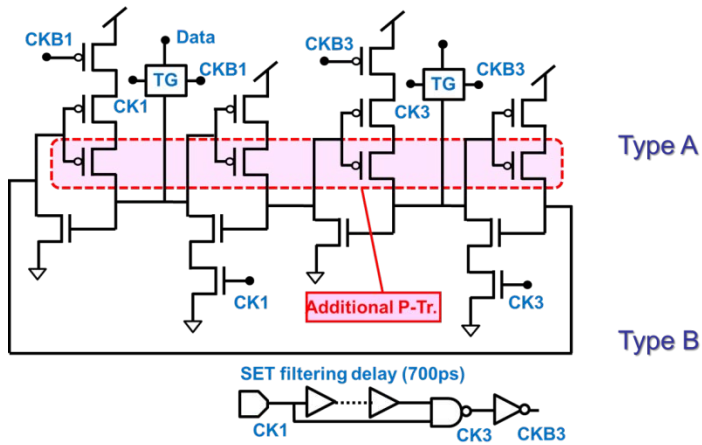 Data
CKB1
CKB3
TG
CKB1
TG
CKB3
CK1
CK3
Type A
CK1
Additional P-Tr.
CK3
Type B
SET filtering delay (700ps)
CK1
CK3
CKB3